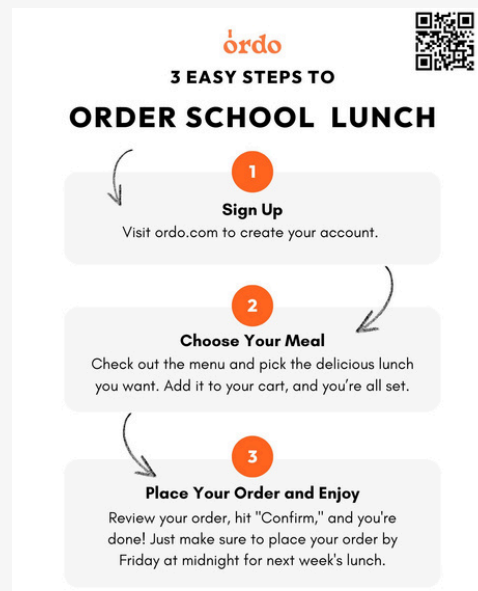 ordo
3 EASY STEPS TO
ORDER SCHOOL LUNCH
1
Sign Up
Visit ordo.com to create your account.
2
Choose Your Meal
Check out the menu and pick the delicious lunch
you want. Add it to your cart, and you're all set.
3
Place Your Order and Enjoy
Review your order, hit "Confirm," and you're
done! Just make sure to place your order by
Friday at midnight for next week's lunch.